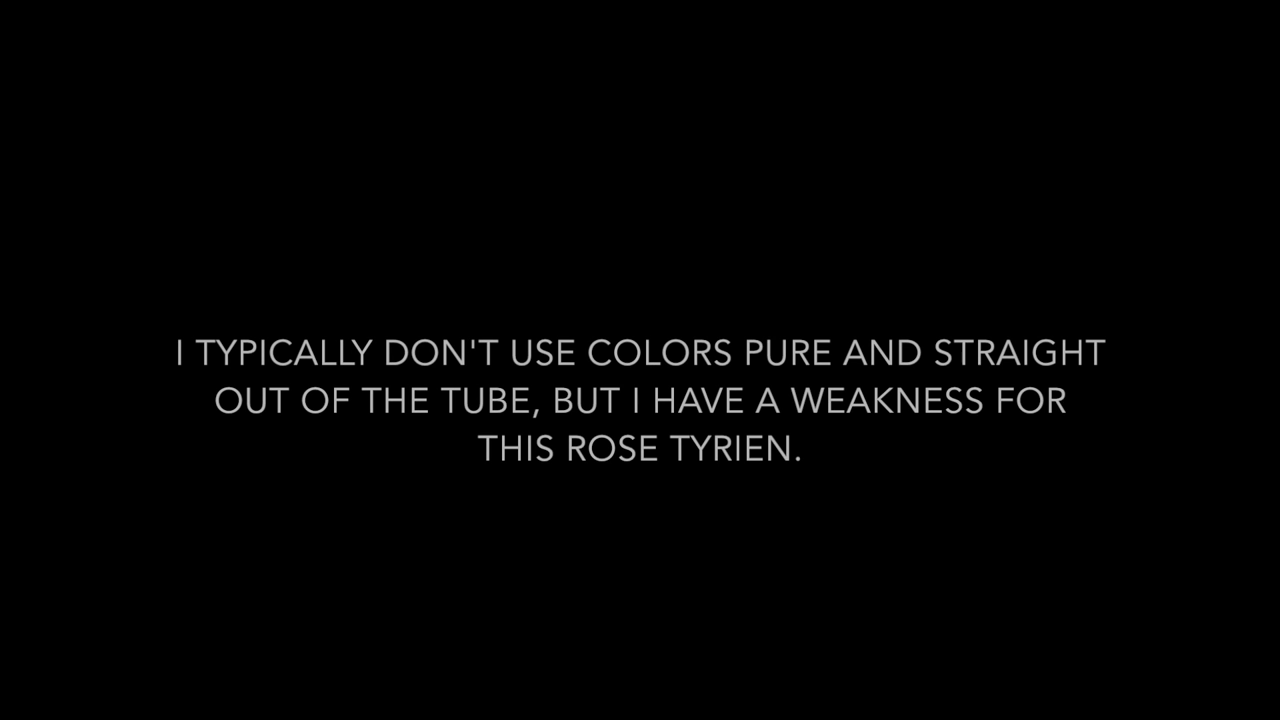 I TYPICALLY DON'T USE COLORS PURE AND STRAIGHT
OUT OF THE TUBE, BUT I HAVE A WEAKNESS FOR
THIS ROSE TYRIEN.